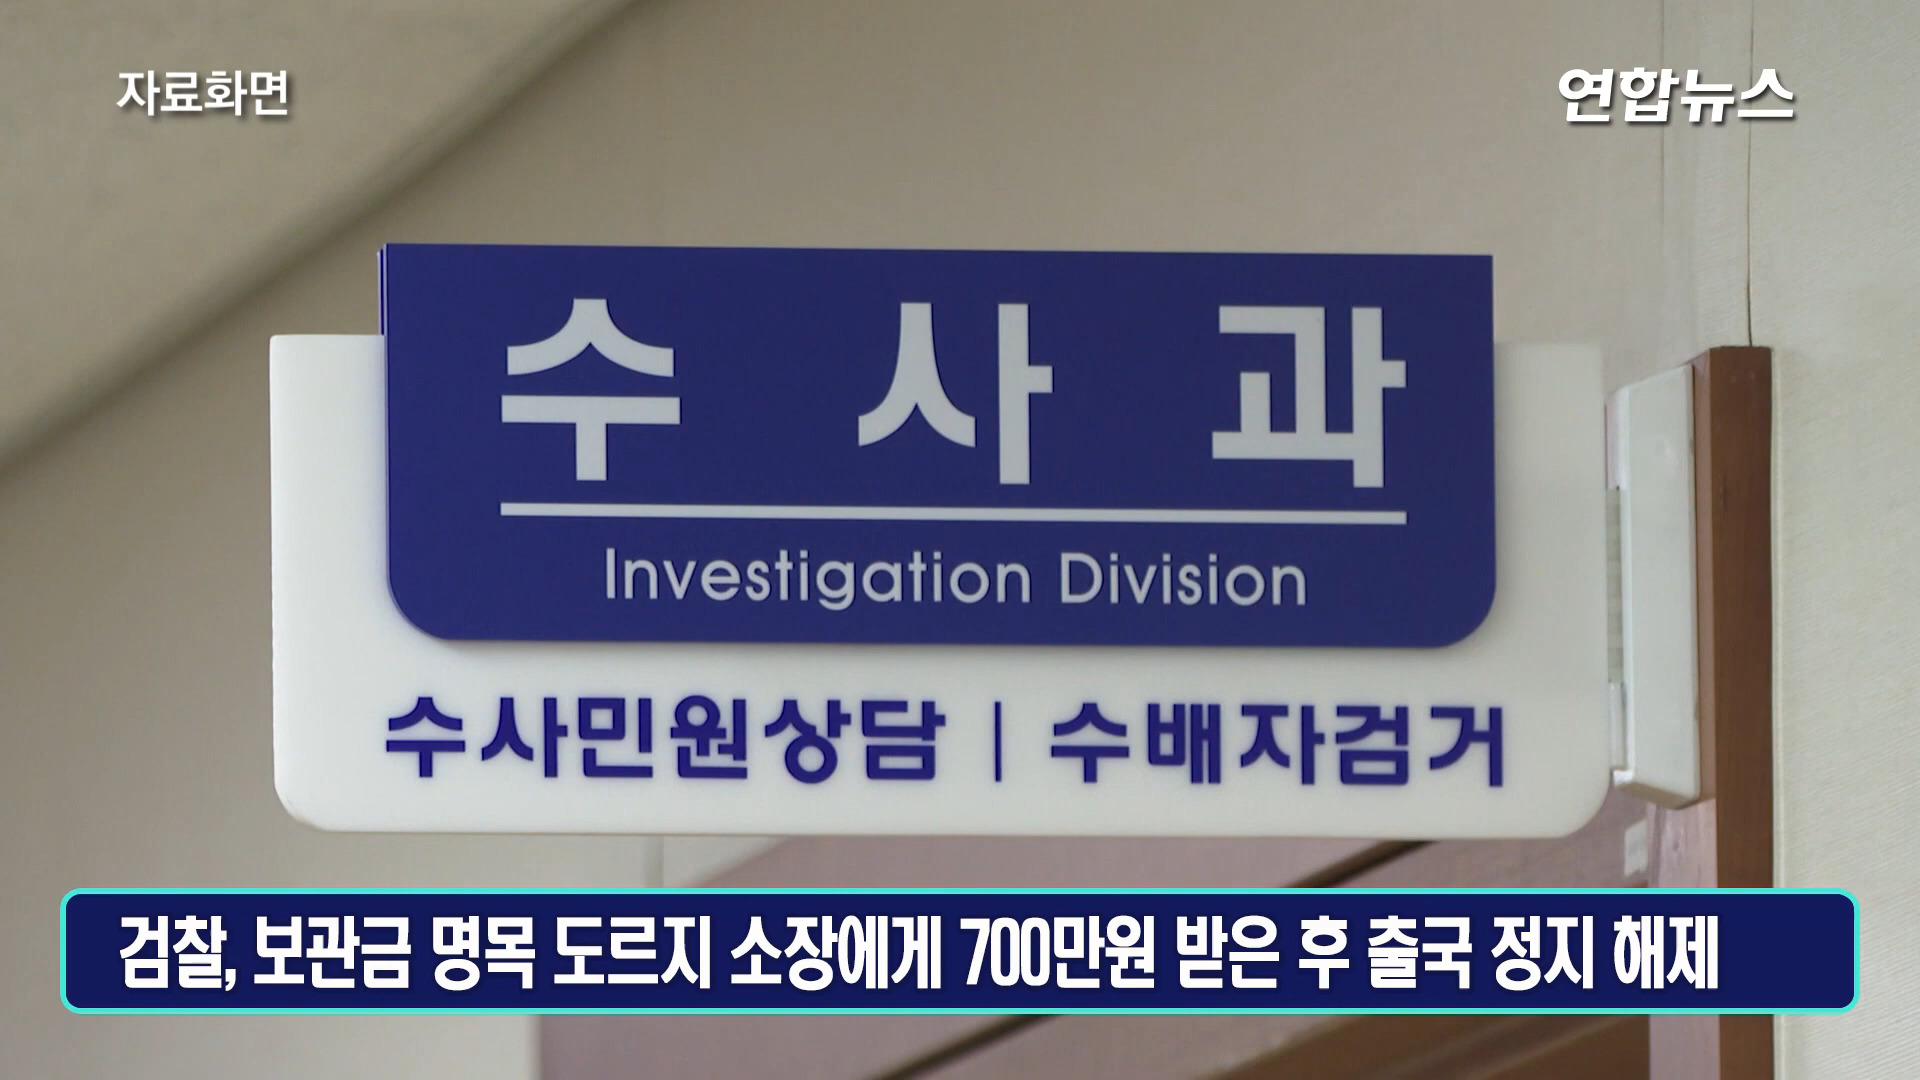 자료화면
연합뉴스
수사과
Investigation Division
수사민원상담 | 수배자검거
검찰, 보관금 명목 도르지 소장에게 700만원 받은 후 출국 정지 해제